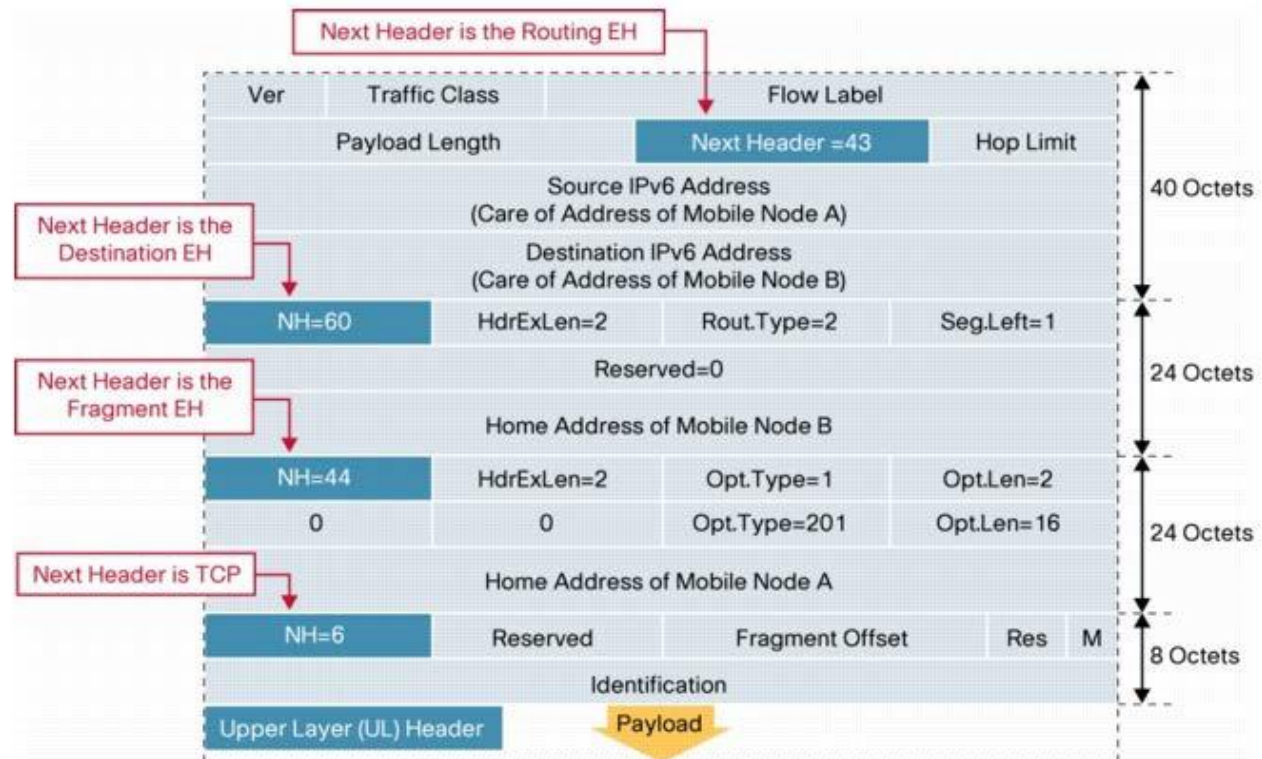 Next Header is the Routing EH
Ver Traffic Class Flow Label
Payload Length Next Header =43 Hop Limit
Source IPv6 Address
(Care of Address of Mobile Node A)
40 Octets
Next Header is the
Destination EH
Destination IPv6 Address
(Care of Address of Mobile Node B)
NH=60 HdrExLen=2 Rout.Type=2 Seg.Left=1
Reserved=0
24 Octets
Next Header is the
Fragment EH
Home Address of Mobile Node B
NH=44 HdrExLen=2 Opt.Type=1 Opt.Len=2
0 0 Opt.Type=201 Opt.Len=16
24 Octets
Next Header is TCP
Home Address of Mobile Node A
NH=6 Reserved Fragment Offset Res M
8 Octets
Identification
Upper Layer (UL) Header Payload